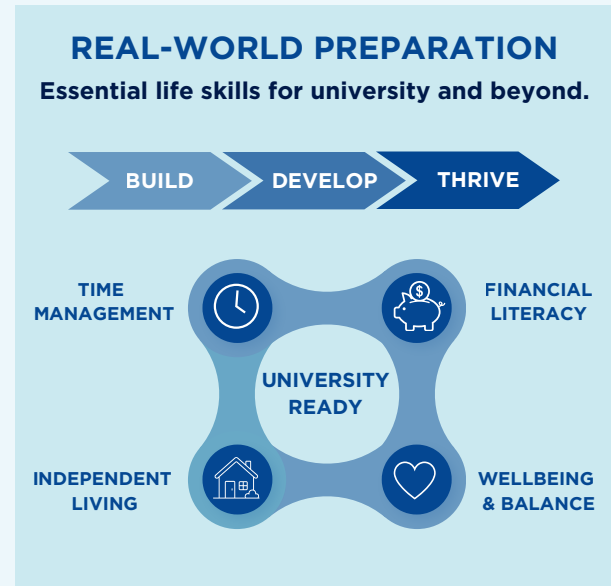 REAL-WORLD PREPARATION
Essential life skills for university and beyond.
BUILD
DEVELOP
THRIVE
TIME
MANAGEMENT
$
FINANCIAL
LITERACY
UNIVERSITY
READY
INDEPENDENT
LIVING
WELLBEING
& BALANCE